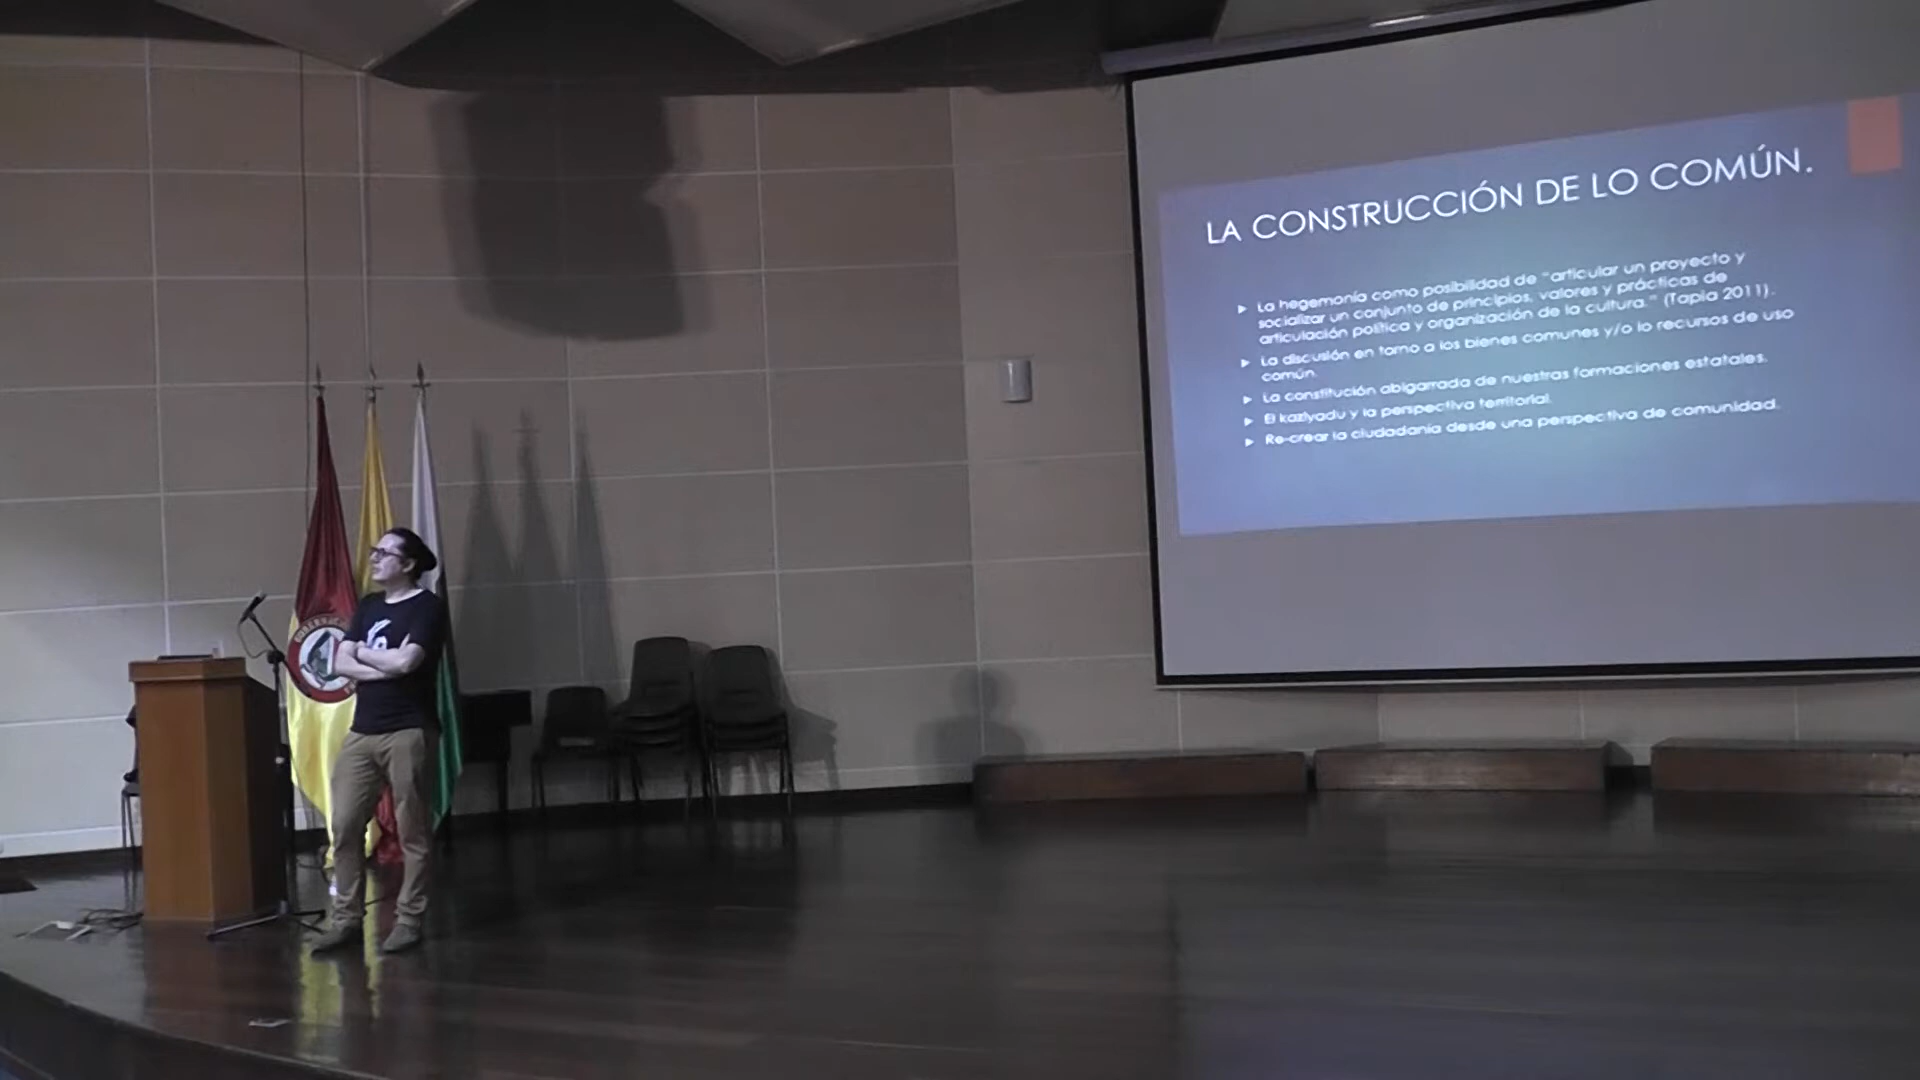 LA CONSTRUCCIÓN DE LO COMÚN.
► La hegemonía como posibilidad de "articular un proyecto y
socializar un conjunto de principios, valores y prácticas de
articulación política y organización de la cultura." (Tapia 2011).
► La discusión en torno a los bienes comunes y/o lo recursos de uso
común.
► La constitución abigarrada de nuestras formaciones estatales.
► El kaziyadu y la perspectiva territorial.
► Re-crear la ciudadanía desde una perspectiva de comunidad.